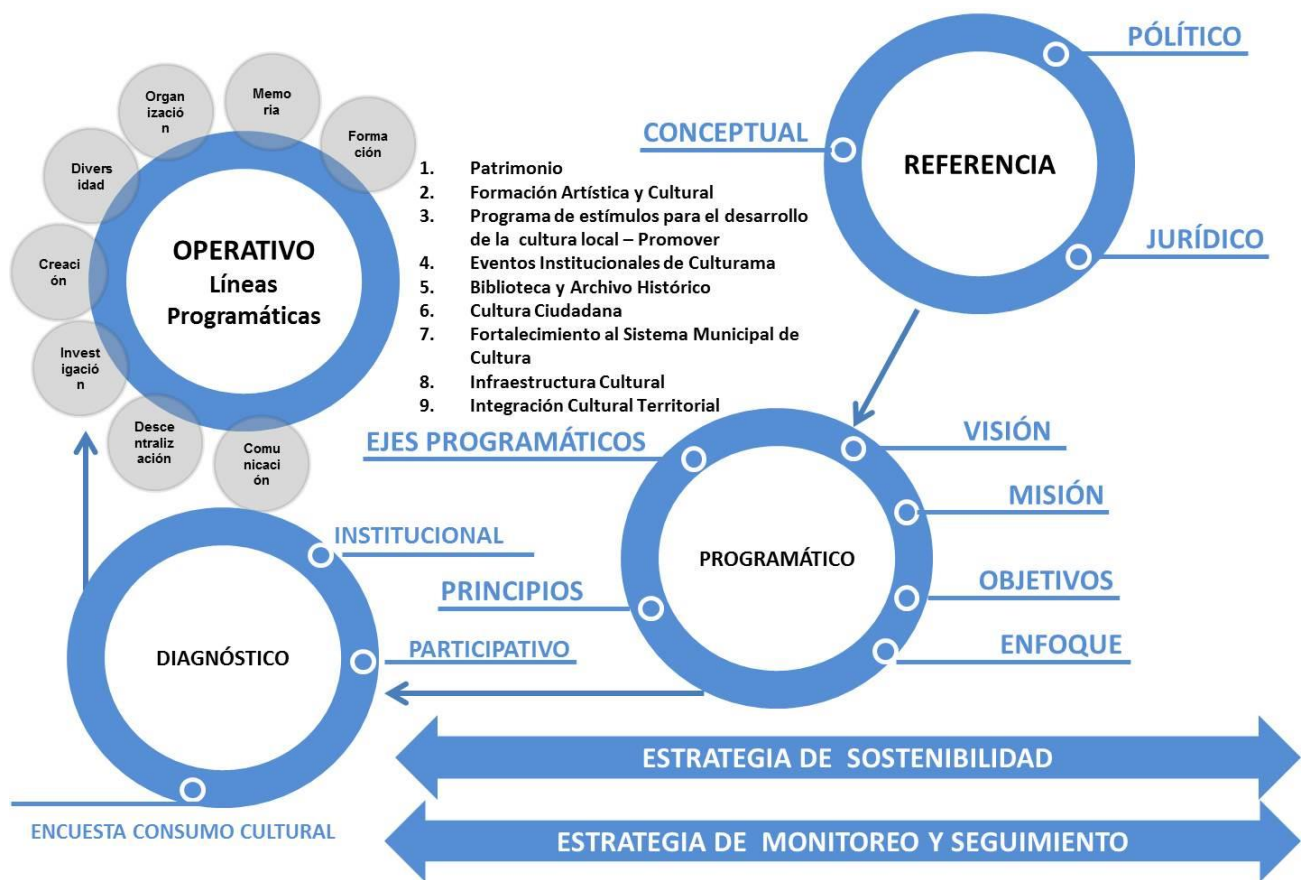 Organ
izació
n
Memo
ria
Forma
ción
Divers
idad
Creaci
ón
Invest
igació
n
Desce
ntraliz
ación
Comu
nicaci
ón
OPERATIVO
Líneas
Programáticas
1. Patrimonio
2. Formación Artística y Cultural
3. Programa de estímulos para el desarrollo
de la cultura local – Promover
4. Eventos Institucionales de Culturama
5. Biblioteca y Archivo Histórico
6. Cultura Ciudadana
7. Fortalecimiento al Sistema Municipal de
Cultura
8. Infraestructura Cultural
9. Integración Cultural Territorial
PÓLÍTICO
CONCEPTUAL
REFERENCIA
JURÍDICO
EJES PROGRAMÁTICOS
VISIÓN
MISIÓN
PROGRAMÁTICO
OBJETIVOS
PRINCIPIOS
ENFOQUE
INSTITUCIONAL
PARTICIPATIVO
DIAGNÓSTICO
ENCUESTA CONSUMO CULTURAL
ESTRATEGIA DE SOSTENIBILIDAD
ESTRATEGIA DE MONITOREO Y SEGUIMIENTO